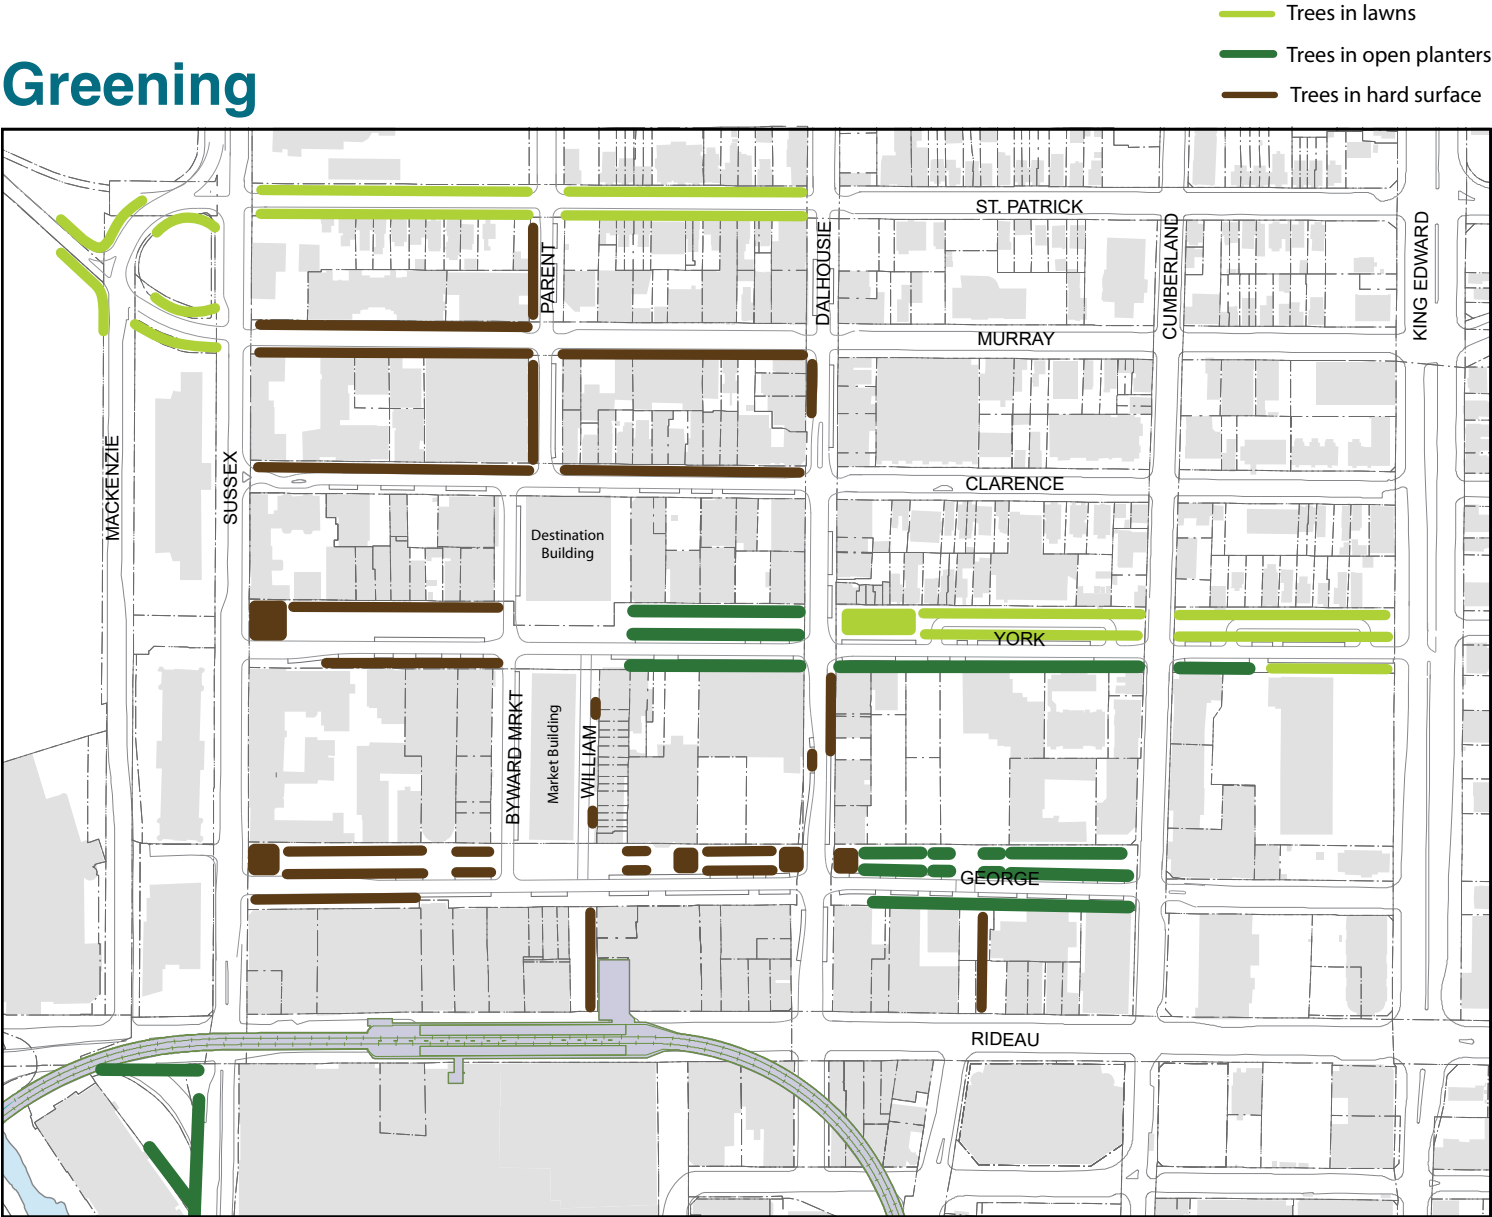 Trees in lawns
Greening
Trees in open planters
Trees in hard surface
ST. PATRICK
PARENT
DALHOUSIE
CUMBERLAND
KING EDWARD
MURRAY
MACKENZIE
SUSSEX
CLARENCE
Destination
Building
YORK
BYWARD MRKT
Market Building
WILLIAM
GEORGE
RIDEAU